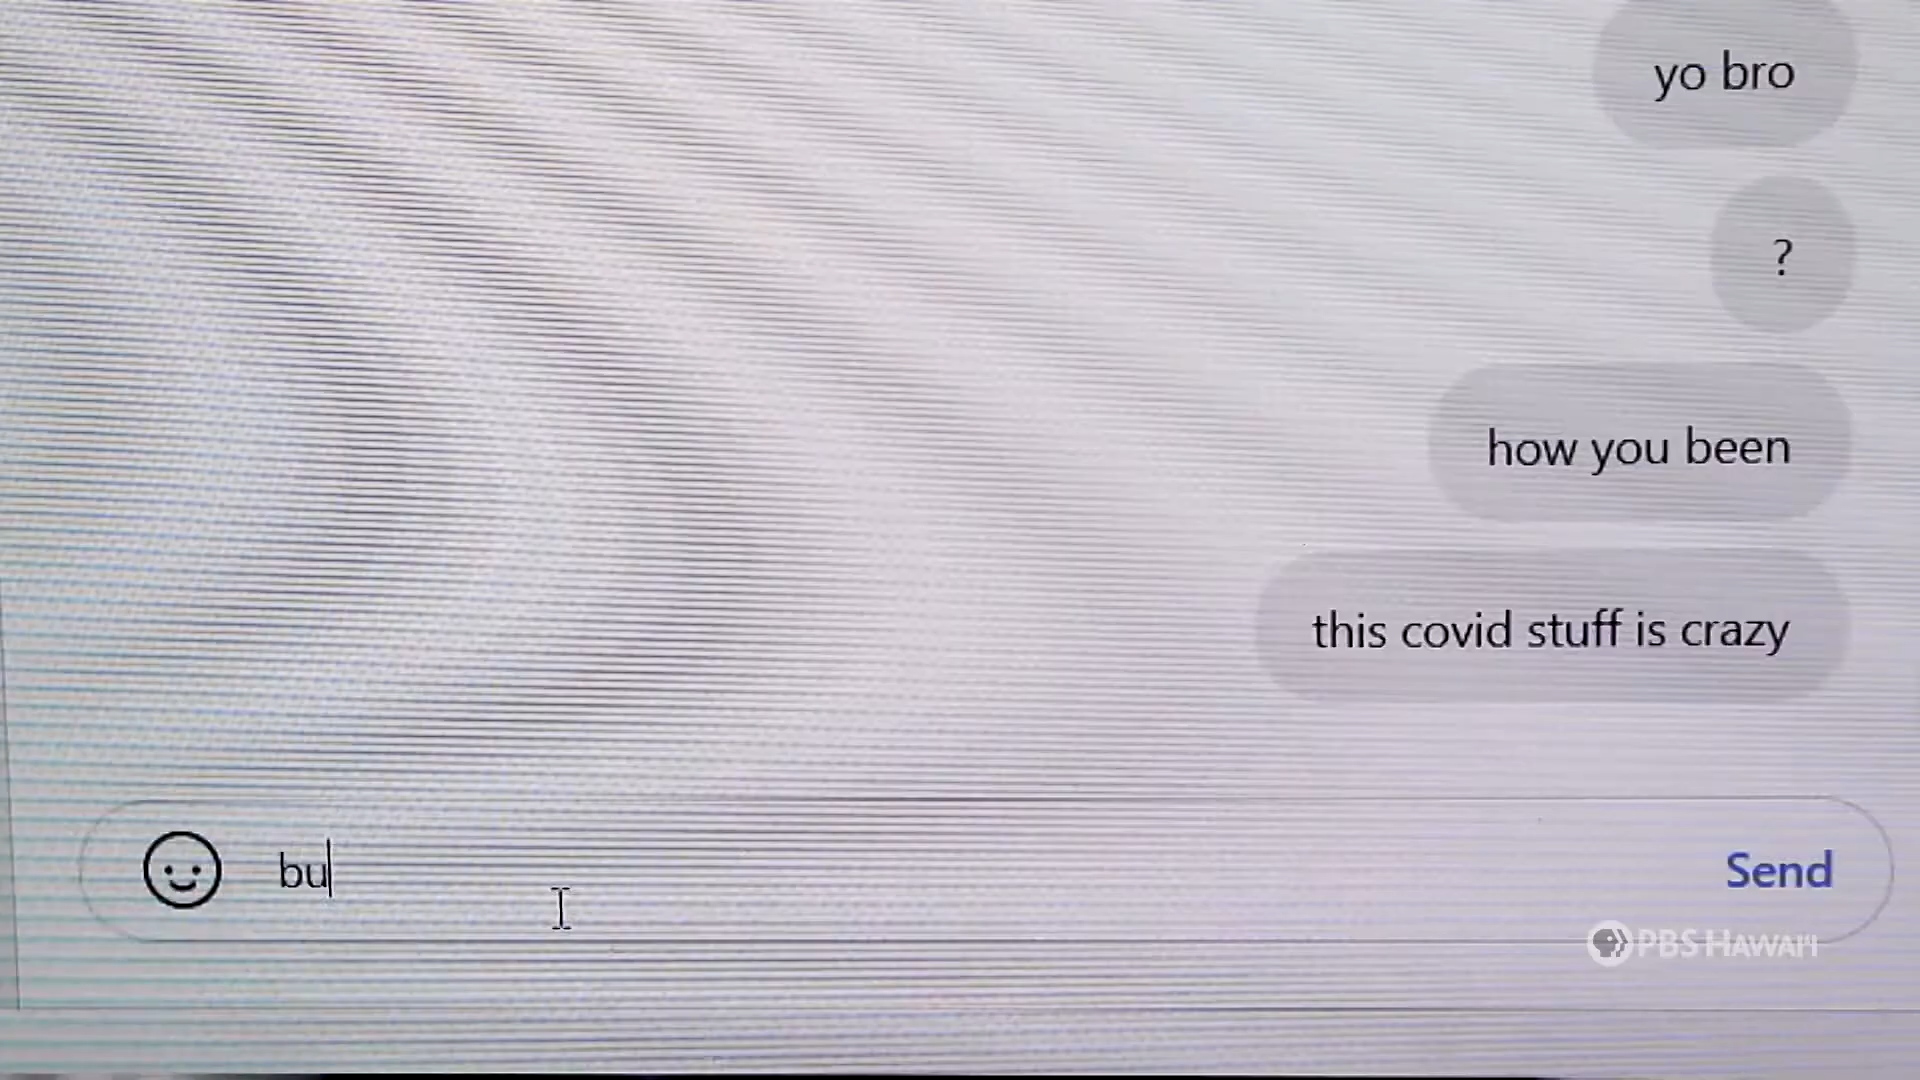 yo bro
?
how you been
this covid stuff is crazy
bu
Send
PBS HAWAI'I